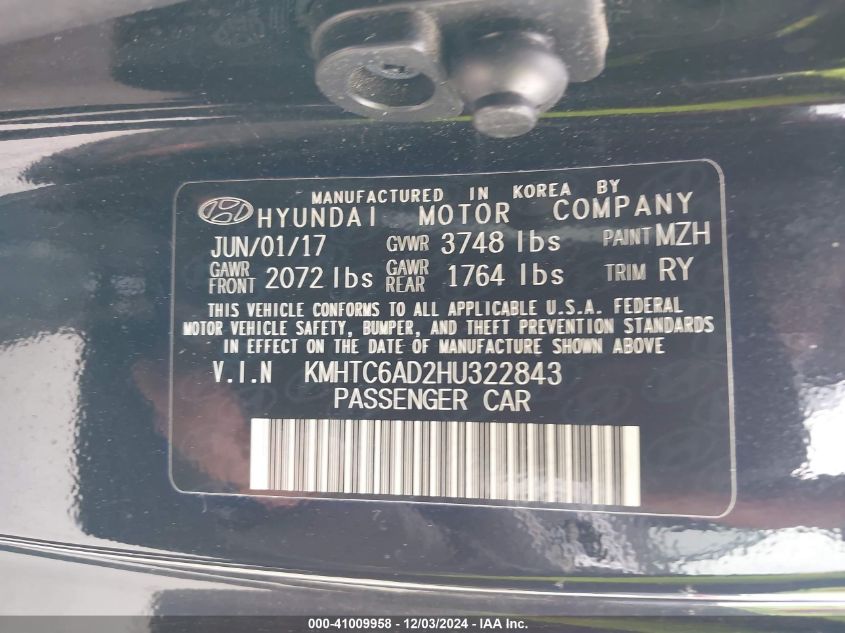 MANUFACTURED IN KOREA BY
HYUNDAI MOTOR COMPANY
JUN/01/17 GVWR 3748 lbs PAINT MZH
GAWR FRONT 2072 lbs GAWR REAR 1764 lbs TRIM RY
THIS VEHICLE CONFORMS TO ALL APPLICABLE U.S.A. FEDERAL
MOTOR VEHICLE SAFETY, BUMPER, AND THEFT PREVENTION STANDARDS
IN EFFECT ON THE DATE OF MANUFACTURE SHOWN ABOVE
V.I.N KMHTC6AD2HU322843
PASSENGER CAR
000-41009958 - 12/03/2024 - IAA Inc.